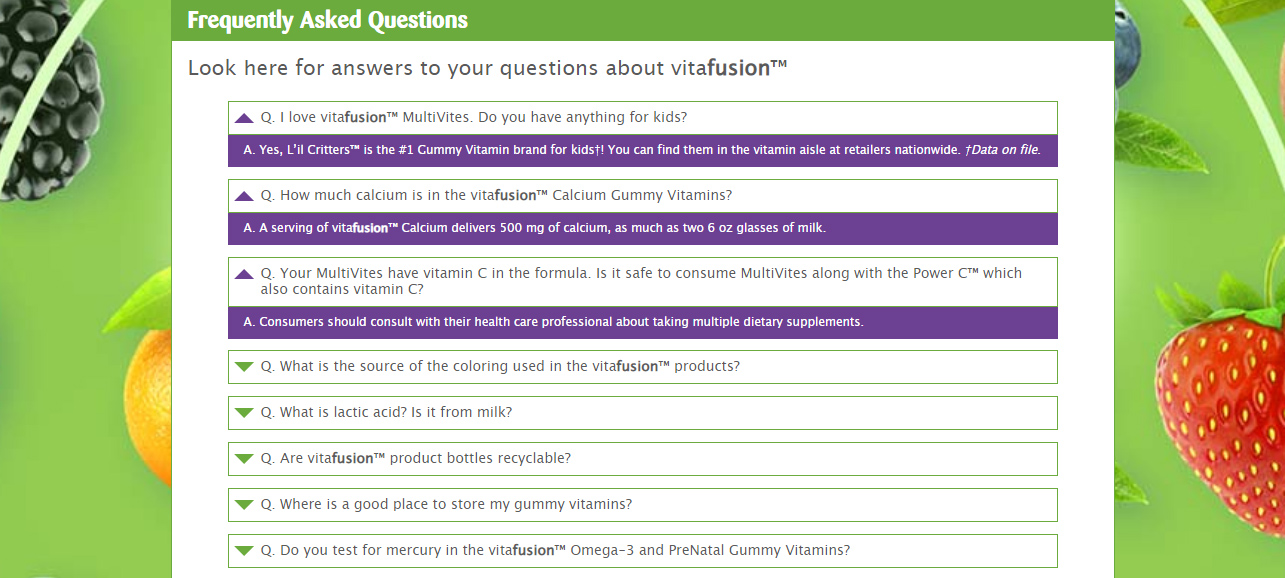 Frequently Asked Questions
Look here for answers to your questions about vitafusion™
Q. I love vitafusion™ MultiVites. Do you have anything for kids?
A. Yes, L'il Critters™ is the #1 Gummy Vitamin brand for kids†! You can find them in the vitamin aisle at retailers nationwide. †Data on file.
Q. How much calcium is in the vitafusion™ Calcium Gummy Vitamins?
A. A serving of vitafusion™ Calcium delivers 500 mg of calcium, as much as two 6 oz glasses of milk.
Q. Your MultiVites have vitamin C in the formula. Is it safe to consume MultiVites along with the Power C™ which
also contains vitamin C?
A. Consumers should consult with their health care professional about taking multiple dietary supplements.
Q. What is the source of the coloring used in the vitafusion™ products?
Q. What is lactic acid? Is it from milk?
Q. Are vitafusion™ product bottles recyclable?
Q. Where is a good place to store my gummy vitamins?
Q. Do you test for mercury in the vitafusion™ Omega-3 and PreNatal Gummy Vitamins?